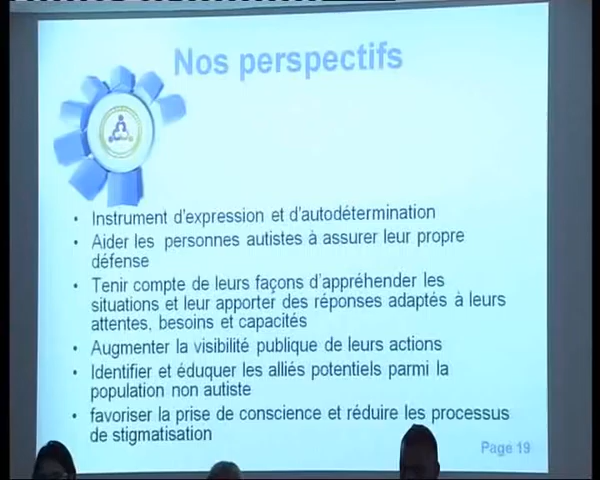 Nos perspectifs
• Instrument d'expression et d'autodétermination
• Aider les personnes autistes à assurer leur propre
défense
• Tenir compte de leurs façons d'appréhender les
situations et leur apporter des réponses adaptés à leurs
attentes, besoins et capacités
• Augmenter la visibilité publique de leurs actions
• Identifier et éduquer les alliés potentiels parmi la
population non autiste
• favoriser la prise de conscience et réduire les processus
de stigmatisation
Page 19